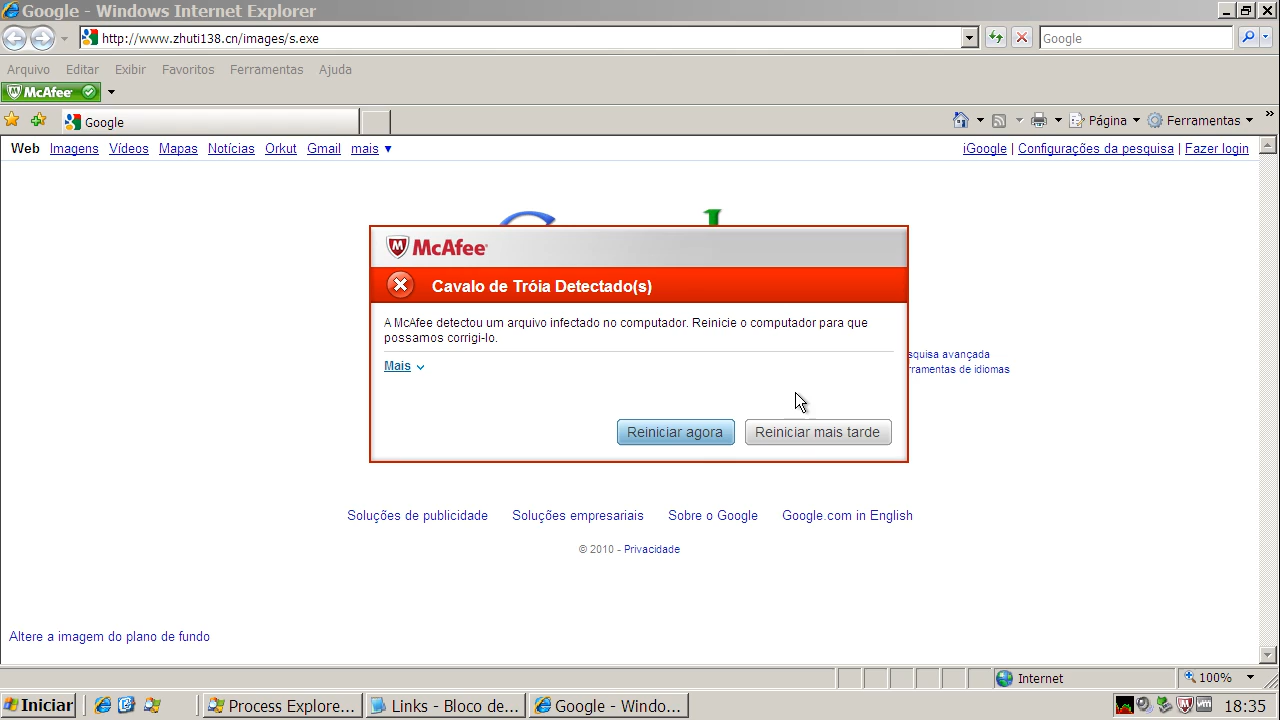 Google - Windows Internet Explorer
http://www.zhuti138.cn/images/s.exe
Google
Arquivo Editar Exibir Favoritos Ferramentas Ajuda
McAfee
Google
Página Ferramentas »
Web Imagens Vídeos Mapas Notícias Orkut Gmail mais ▼
iGoogle | Configurações da pesquisa | Fazer login
McAfee
Cavalo de Tróia Detectado(s)
A McAfee detectou um arquivo infectado no computador. Reinicie o computador para que
possamos corrigi-lo.
Mais
squisa avançada
rramentas de idiomas
Reiniciar agora Reiniciar mais tarde
Soluções de publicidade Soluções empresariais Sobre o Google Google com in English
© 2010 - Privacidade
Altere a imagem do plano de fundo
Internet 100%
Iniciar Process Explore... Links - Bloco de... Google - Windo... 18:35